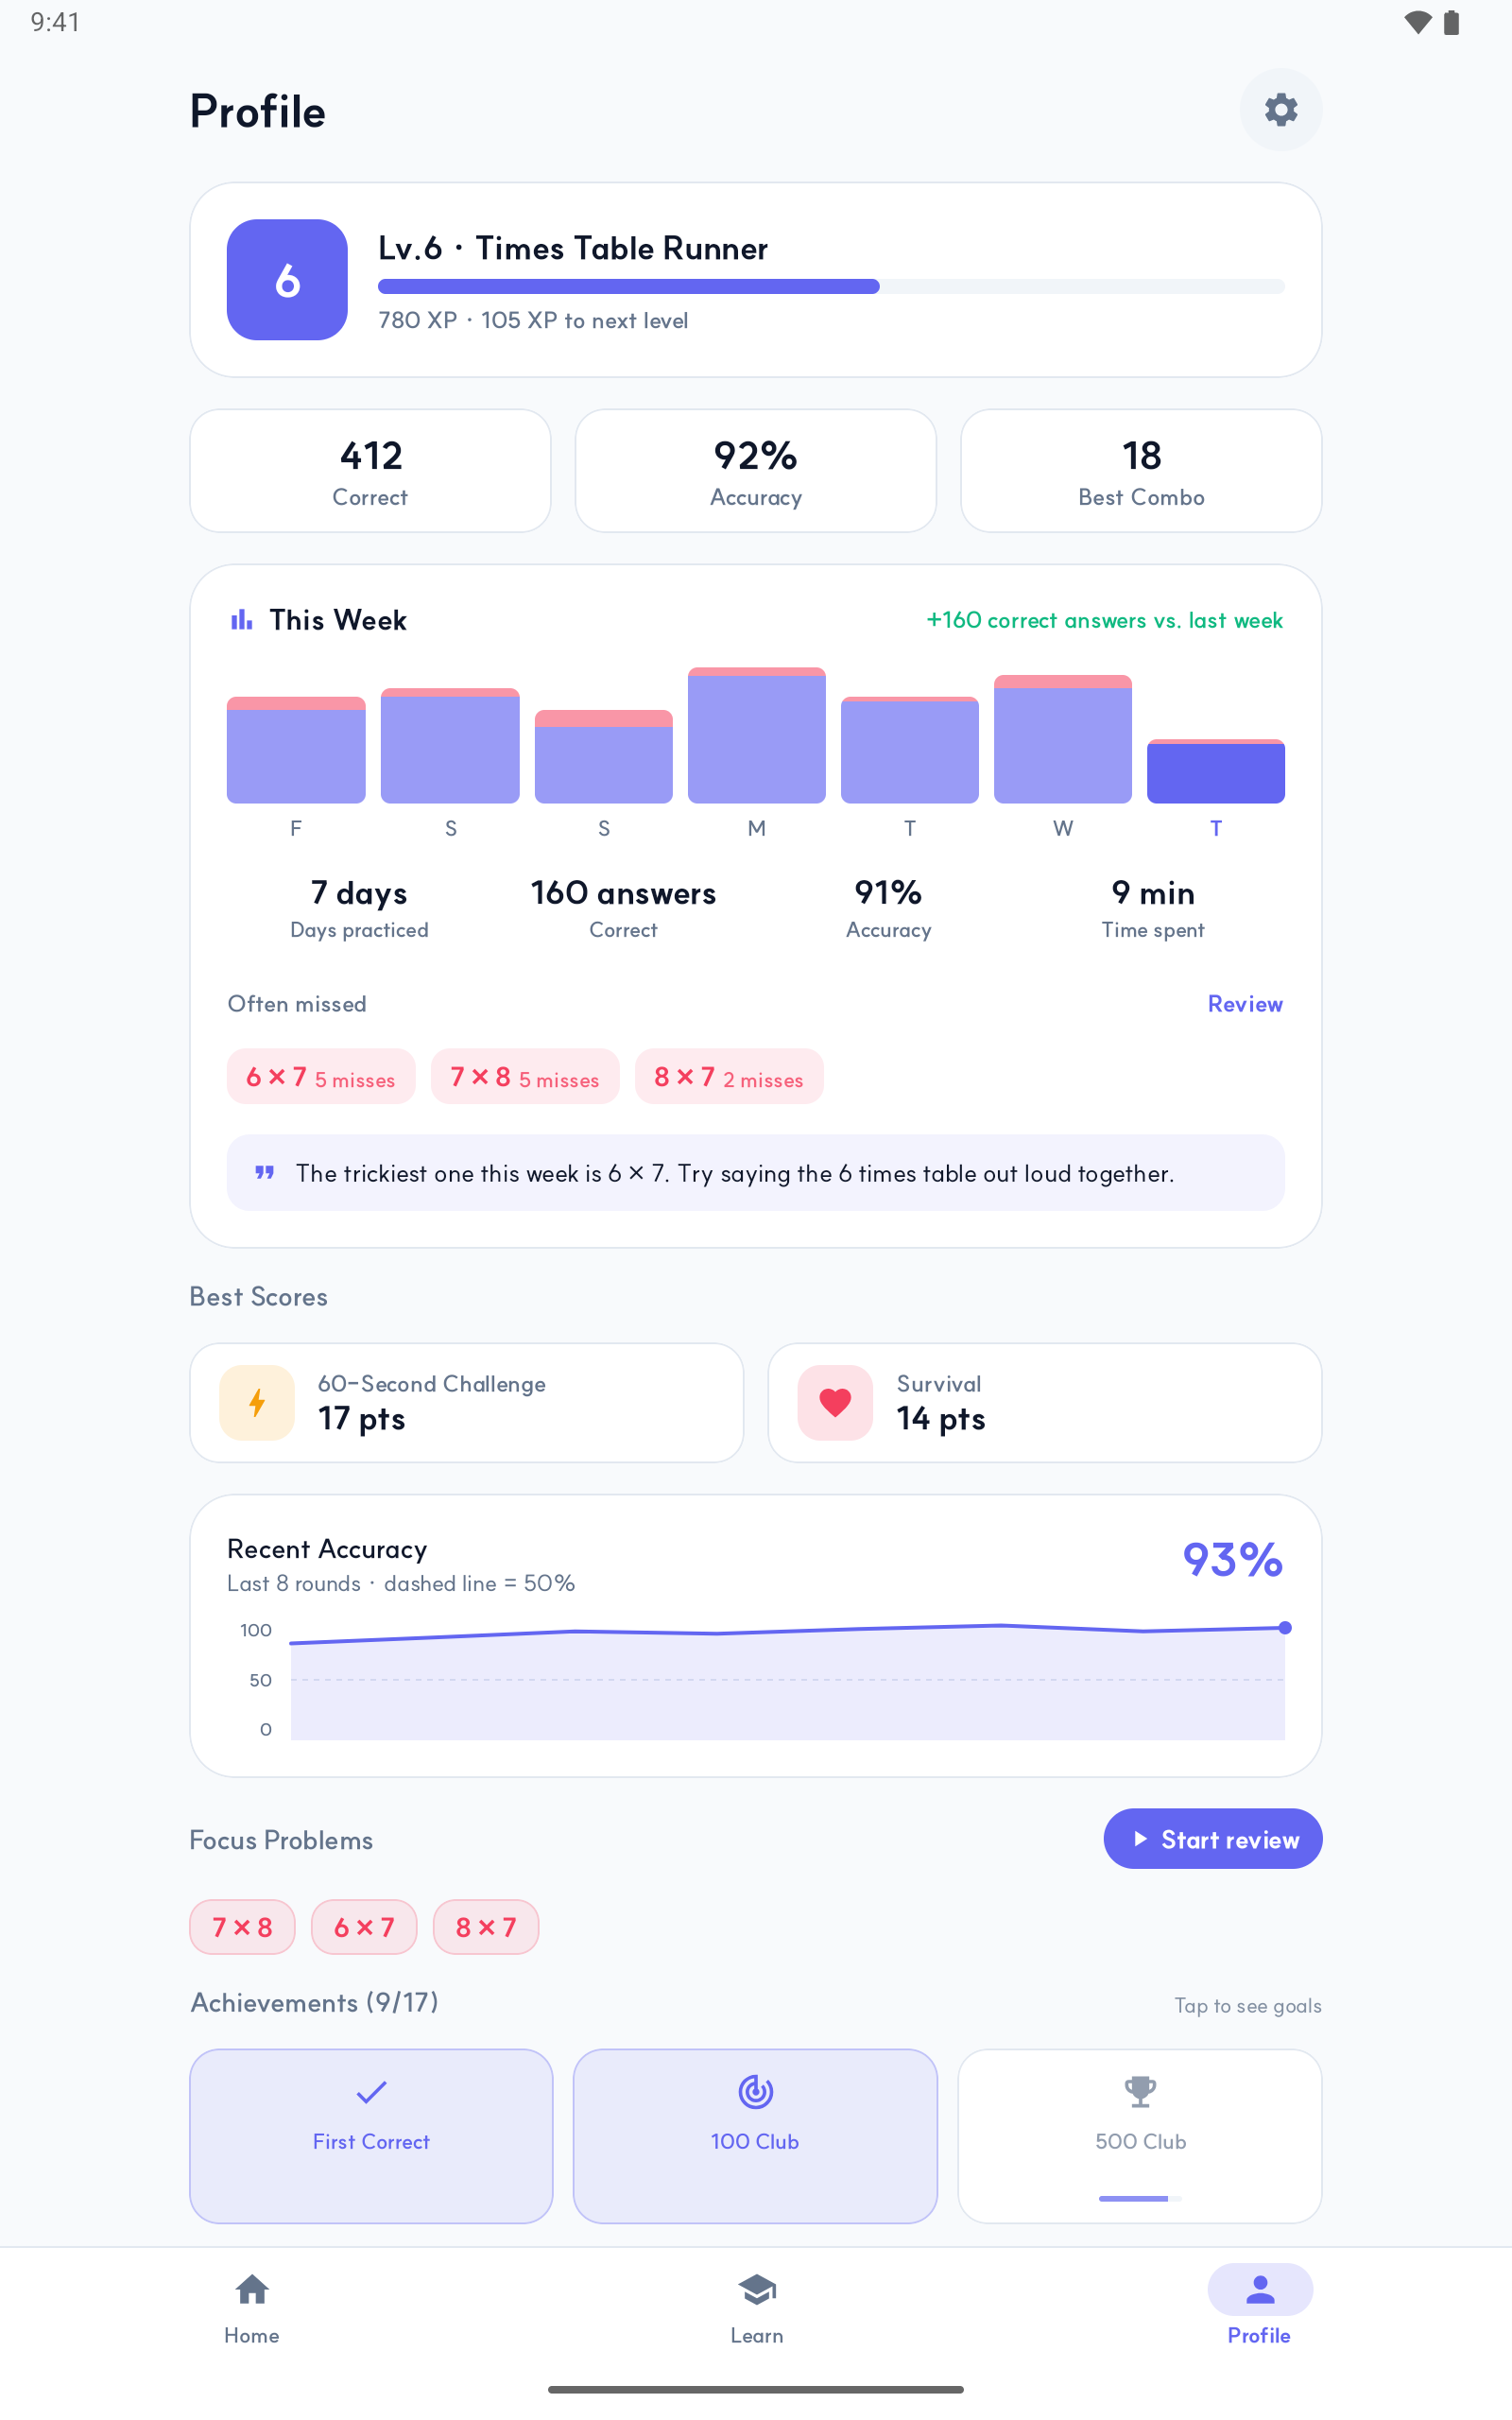 9:41
Profile
6
Lv.6 · Times Table Runner
780 XP · 105 XP to next level
412
Correct
92%
Accuracy
18
Best Combo
This Week
+160 correct answers vs. last week
F S S M T W T
7 days
Days practiced
160 answers
Correct
91%
Accuracy
9 min
Time spent
Often missed
Review
6 × 7 5 misses
7 × 8 5 misses
8 × 7 2 misses
The trickiest one this week is 6 × 7. Try saying the 6 times table out loud together.
Best Scores
60-Second Challenge
17 pts
Survival
14 pts
Recent Accuracy
Last 8 rounds · dashed line = 50%
93%
100
50
0
Focus Problems
Start review
7 × 8
6 × 7
8 × 7
Achievements (9/17)
Tap to see goals
First Correct
100 Club
500 Club
Home
Learn
Profile